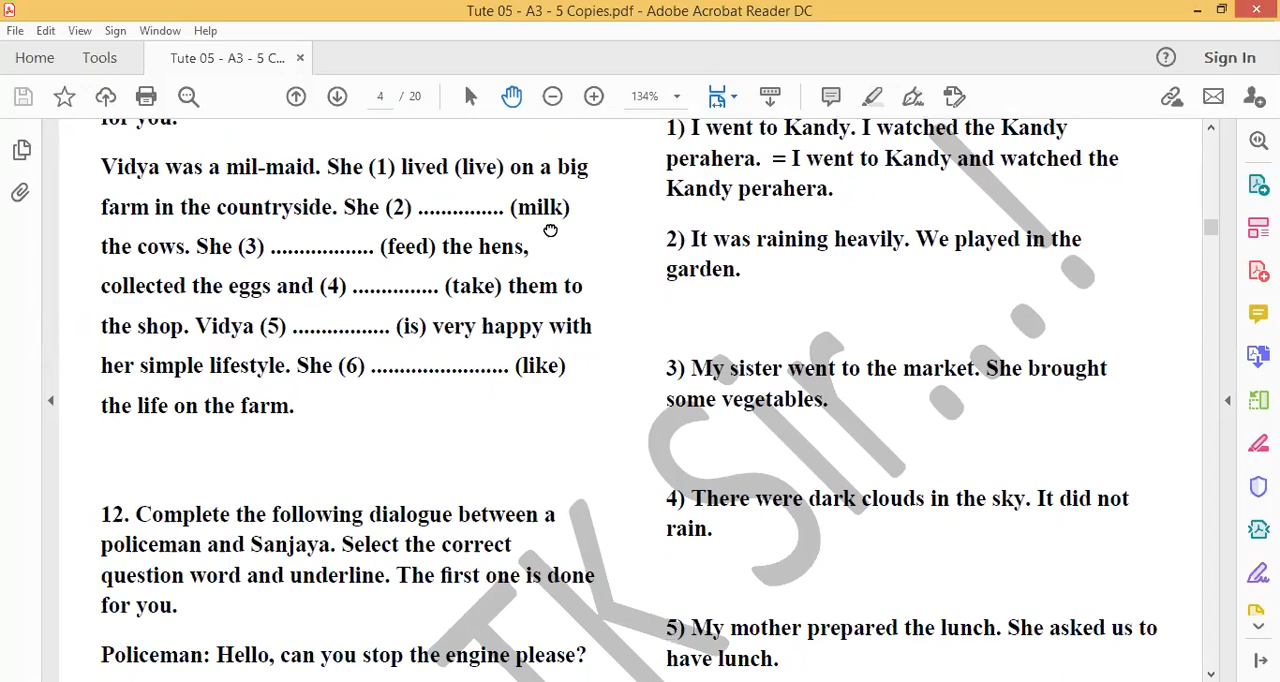 Tute 05 - A3 - 5 Copies.pdf - Adobe Acrobat Reader DC
File Edit View Sign Window Help
Home Tools Tute 05 - A3 - 5 C... × Sign In
4 / 20 134%
for you.
Vidya was a mil-maid. She (1) lived (live) on a big
farm in the countryside. She (2) ............... (milk)
the cows. She (3) .................. (feed) the hens,
collected the eggs and (4) ............... (take) them to
the shop. Vidya (5) ................. (is) very happy with
her simple lifestyle. She (6) ........................ (like)
the life on the farm.
12. Complete the following dialogue between a
policeman and Sanjaya. Select the correct
question word and underline. The first one is done
for you.
Policeman: Hello, can you stop the engine please?
1) I went to Kandy. I watched the Kandy
perahera. = I went to Kandy and watched the
Kandy perahera.
2) It was raining heavily. We played in the
garden.
3) My sister went to the market. She brought
some vegetables.
4) There were dark clouds in the sky. It did not
rain.
5) My mother prepared the lunch. She asked us to
have lunch.
TK Sir...!